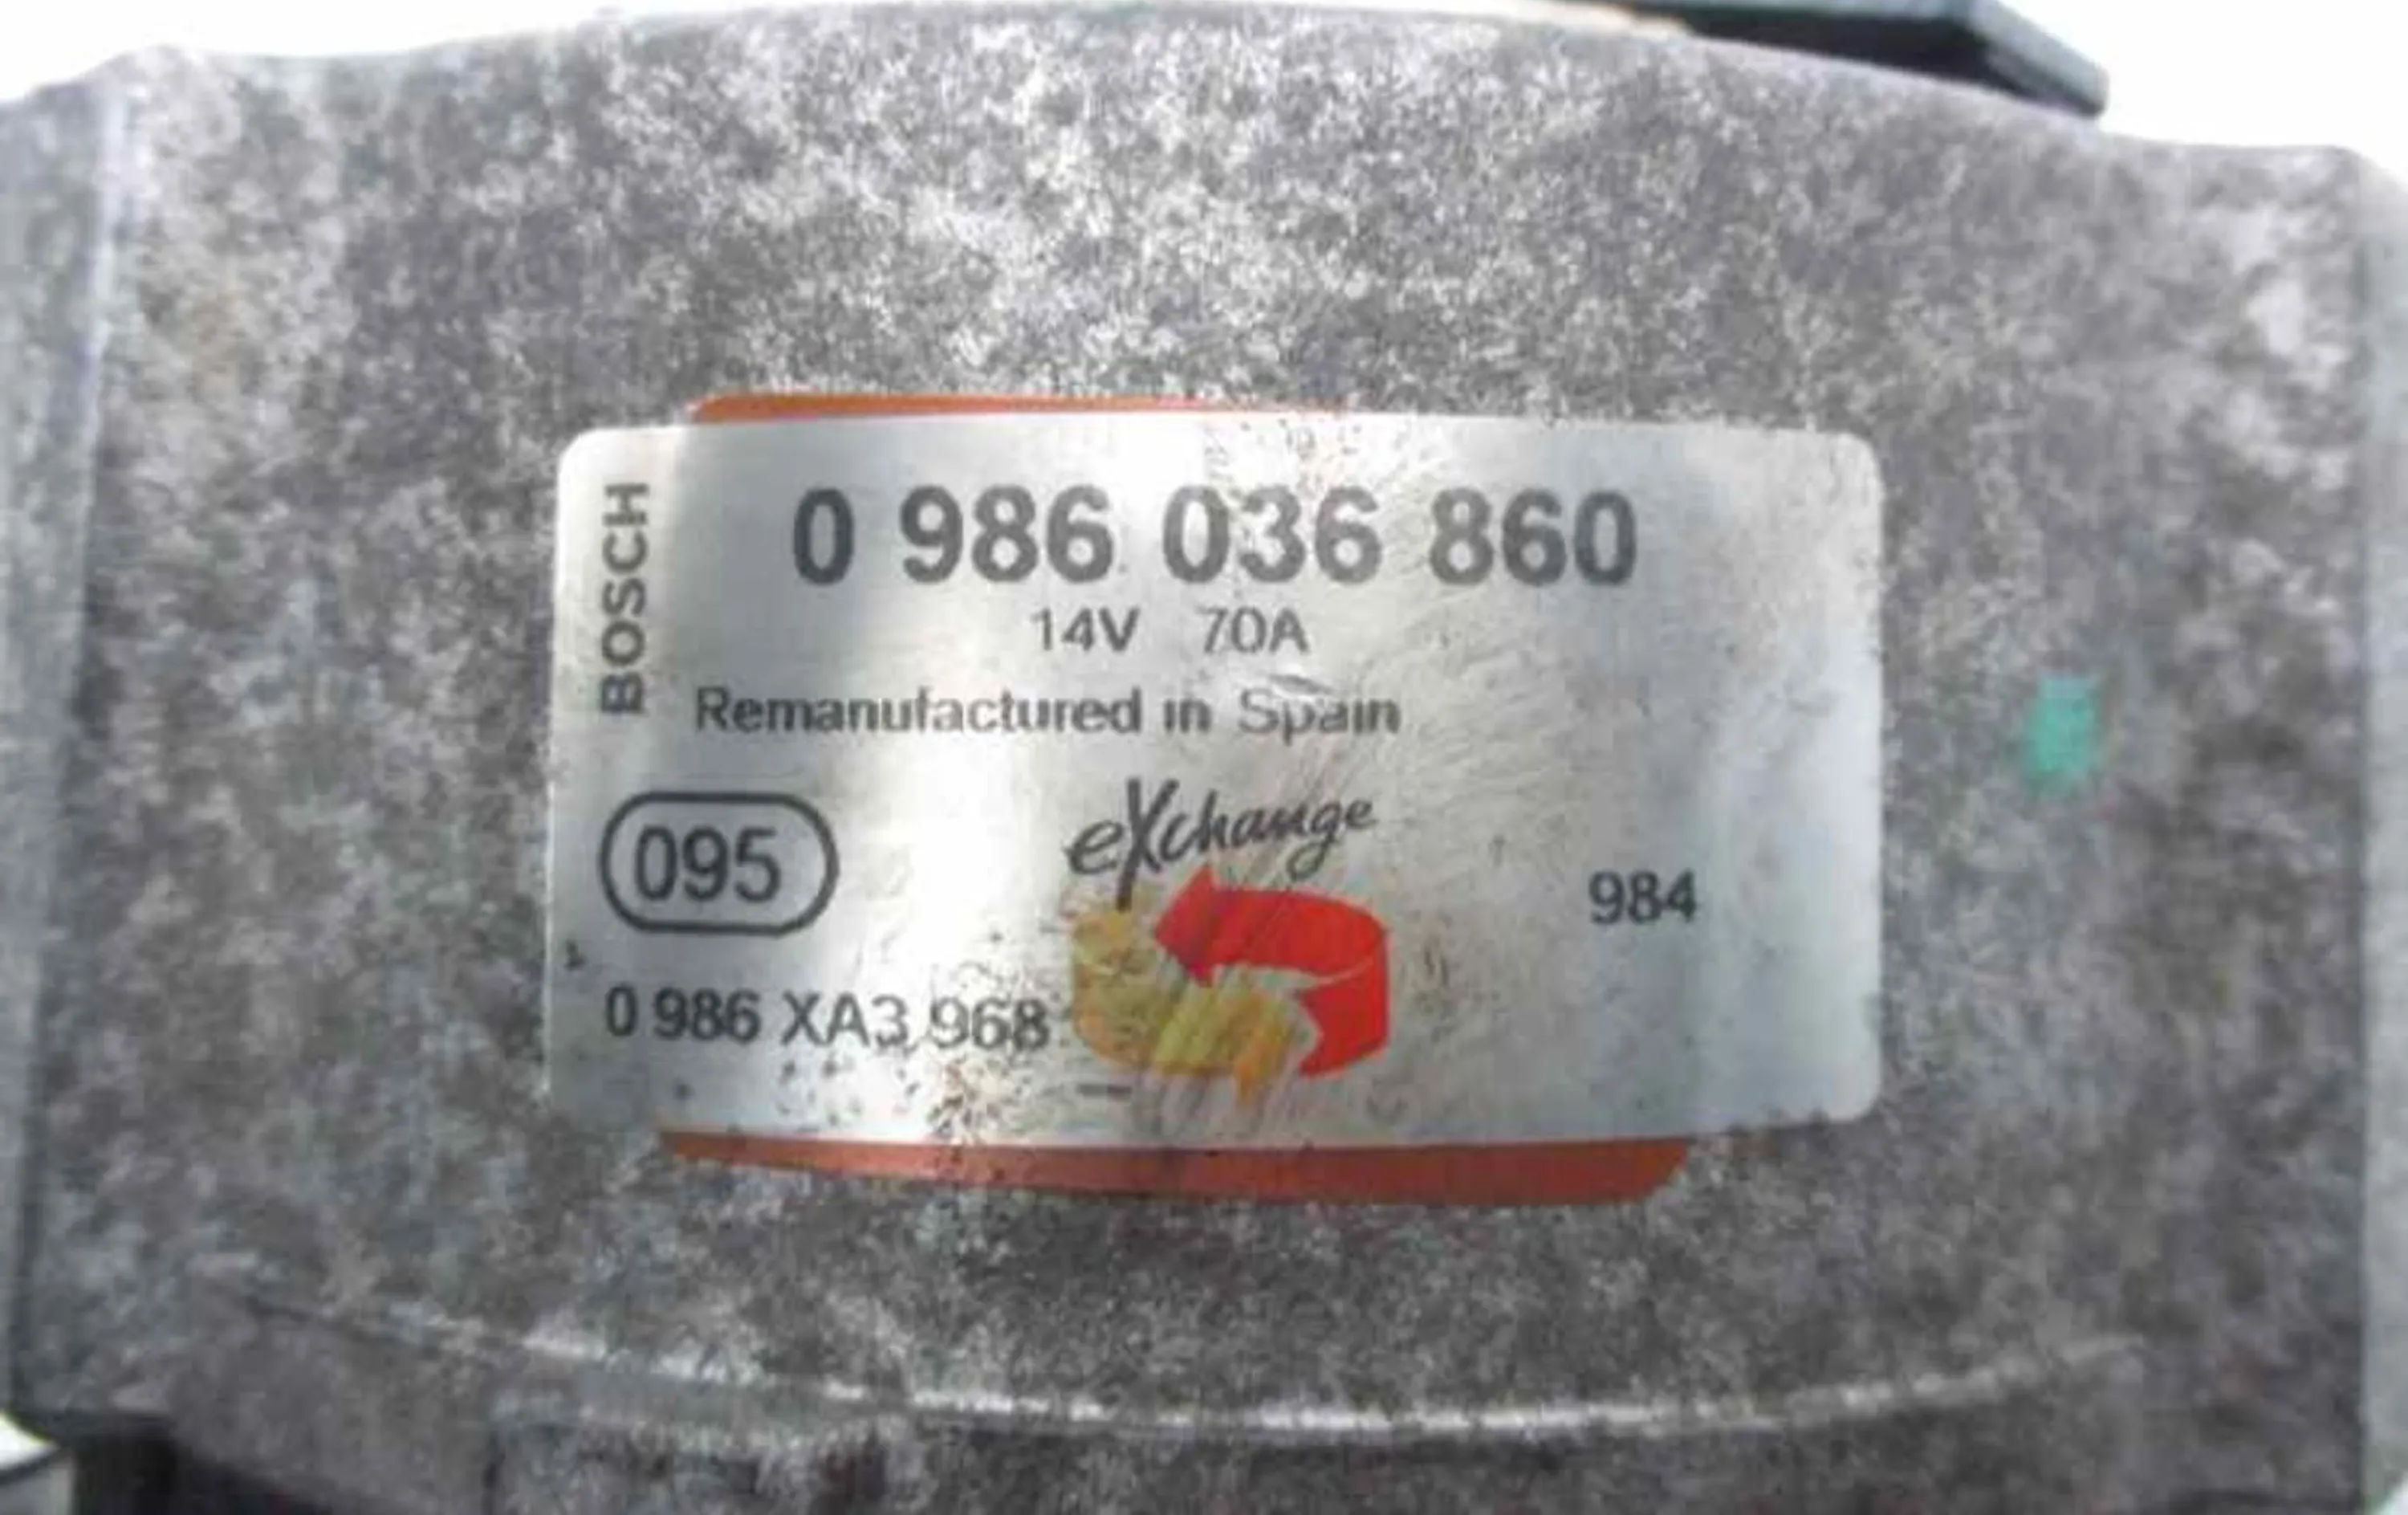 BOSCH
0 986 036 860
14V 70A
Remanufactured in Spain
eXchange
095
984
0 986 XA3 968